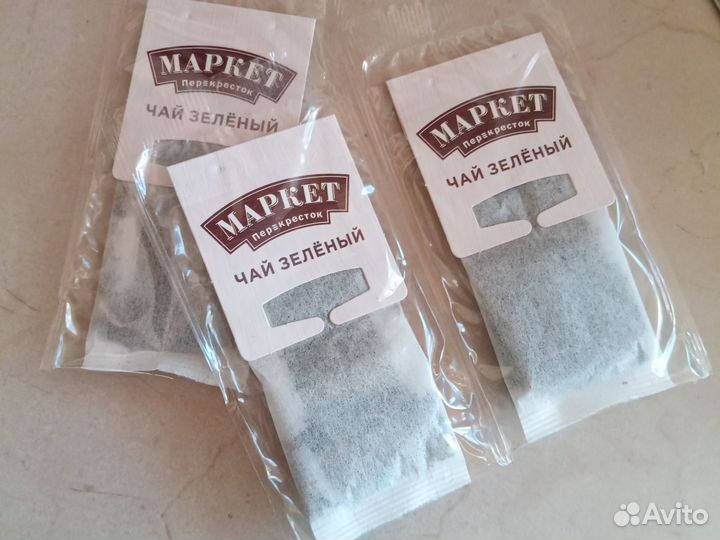 МАРКЕТ
Перекресток
ЧАЙ ЗЕЛЁНЫЙ
МАРКЕТ
Перекресток
ЧАЙ ЗЕЛЁНЫЙ
МАРКЕТ
Перекресток
ЧАЙ ЗЕЛЁНЫЙ
Avito